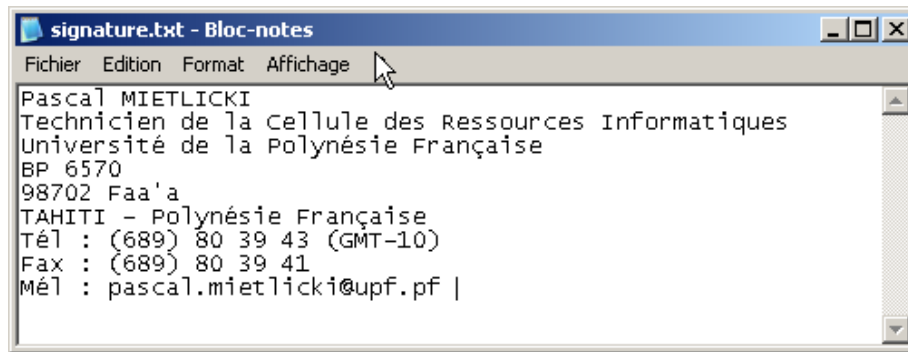 signature.txt - Bloc-notes
Fichier Edition Format Affichage
Pascal MIETLICKI
Technicien de la Cellule des Ressources Informatiques
Université de la Polynésie Française
BP 6570
98702 Faa'a
TAHITI - Polynésie Française
Tél : (689) 80 39 43 (GMT-10)
Fax : (689) 80 39 41
Mél : pascal.mietlicki@upf.pf